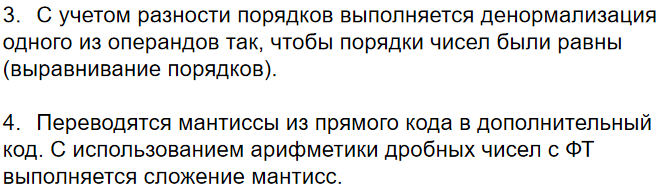 3. С учетом разности порядков выполняется денормализация
одного из операндов так, чтобы порядки чисел были равны
(выравнивание порядков).
4. Переводятся мантиссы из прямого кода в дополнительный
код. С использованием арифметики дробных чисел с ФТ
выполняется сложение мантисс.